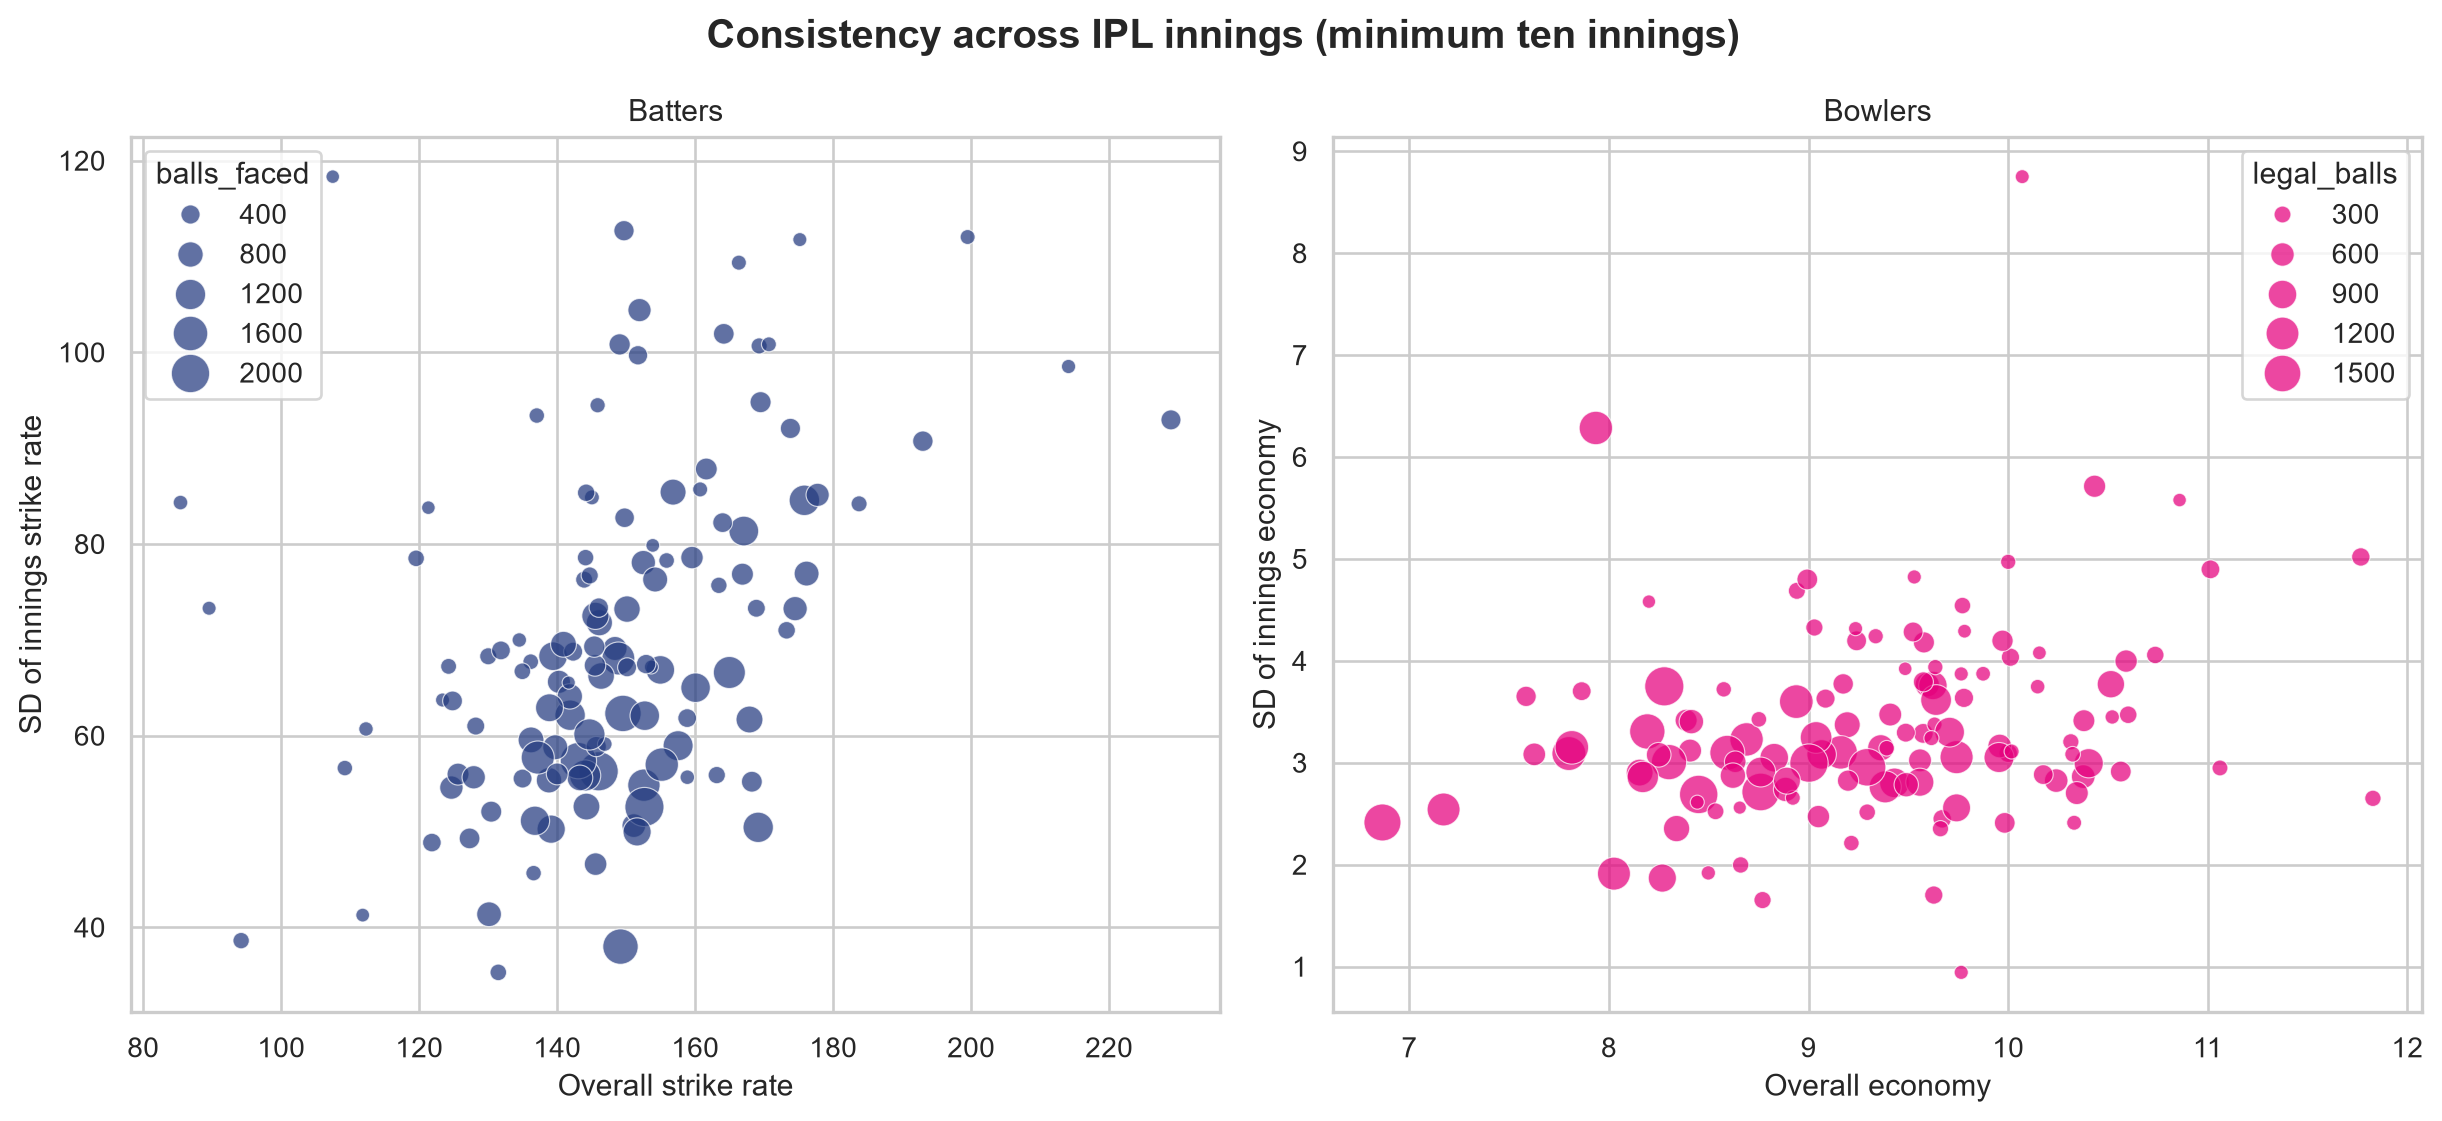 Consistency across IPL innings (minimum ten innings)
Batters
120
100
80
60
40
SD of innings strike rate
balls_faced
400
800
1200
1600
2000
80 100 120 140 160 180 200 220
Overall strike rate
Bowlers
9
8
7
6
5
4
3
2
1
SD of innings economy
legal_balls
300
600
900
1200
1500
7 8 9 10 11 12
Overall economy